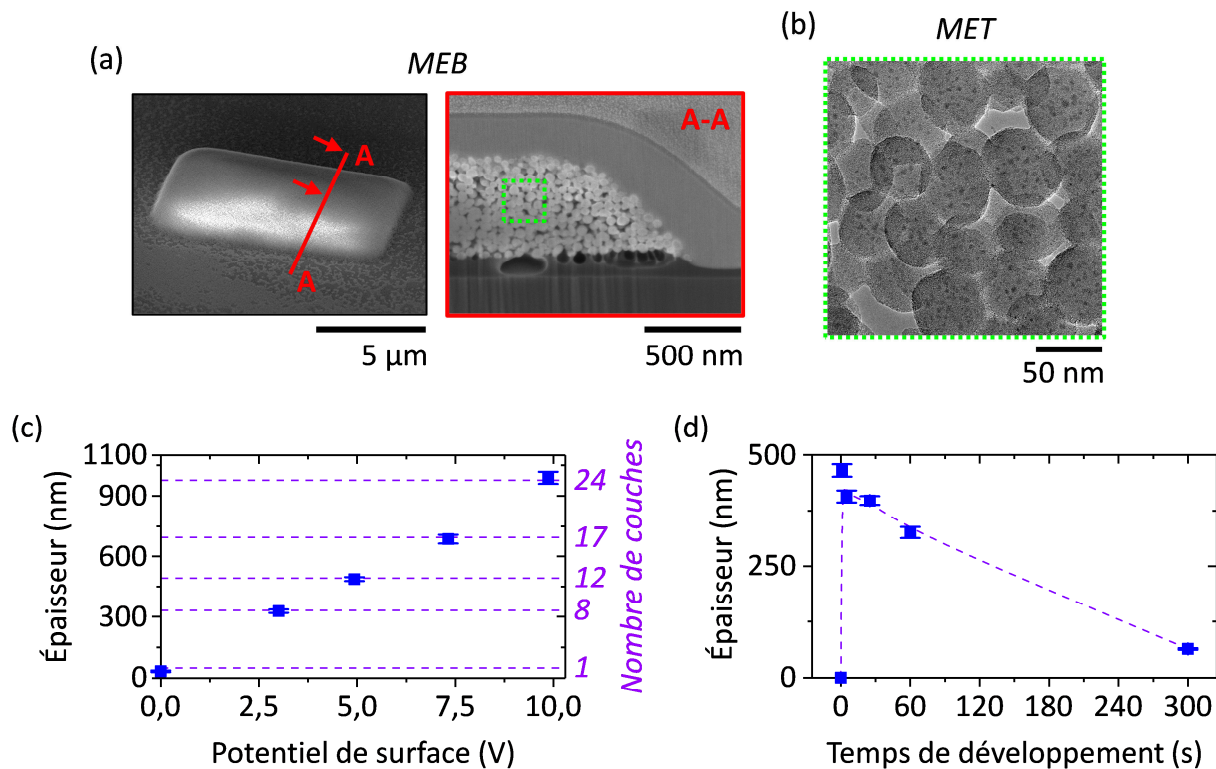 (a)
MEB
A
A
5 µm
A-A
500 nm
(b)
MET
50 nm
(c)
Épaisseur (nm)
1100
900
600
300
0
0,0
2,5
5,0
7,5
10,0
Potentiel de surface (V)
24
17
12
8
1
Nombre de couches
(d)
Épaisseur (nm)
500
250
0
0
60
120
180
240
300
Temps de développement (s)